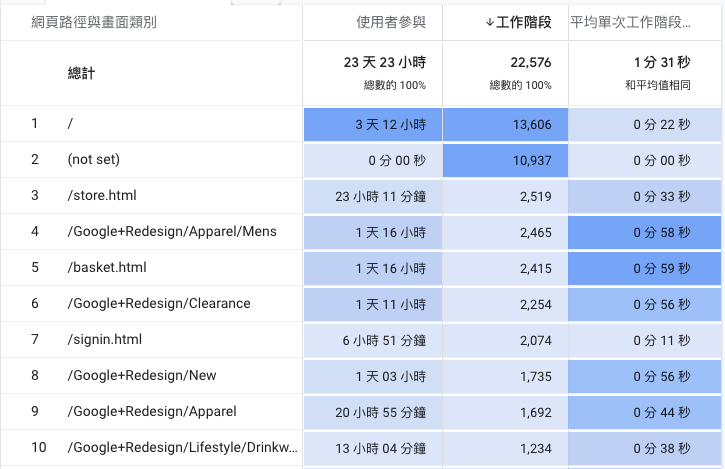 網頁路徑與畫面類別 使用者參與 ↓工作階段 平均單次工作階段...
總計 23 天 23 小時 22,576 1 分 31 秒
總數的 100% 總數的 100% 和平均值相同
1 / 3 天 12 小時 13,606 0 分 22 秒
2 (not set) 0 分 00 秒 10,937 0 分 00 秒
3 /store.html 23 小時 11 分鐘 2,519 0 分 33 秒
4 /Google+Redesign/Apparel/Mens 1 天 16 小時 2,465 0 分 58 秒
5 /basket.html 1 天 16 小時 2,415 0 分 59 秒
6 /Google+Redesign/Clearance 1 天 11 小時 2,254 0 分 56 秒
7 /signin.html 6 小時 51 分鐘 2,074 0 分 11 秒
8 /Google+Redesign/New 1 天 03 小時 1,735 0 分 56 秒
9 /Google+Redesign/Apparel 20 小時 55 分鐘 1,692 0 分 44 秒
10 /Google+Redesign/Lifestyle/Drinkw... 13 小時 04 分鐘 1,234 0 分 38 秒